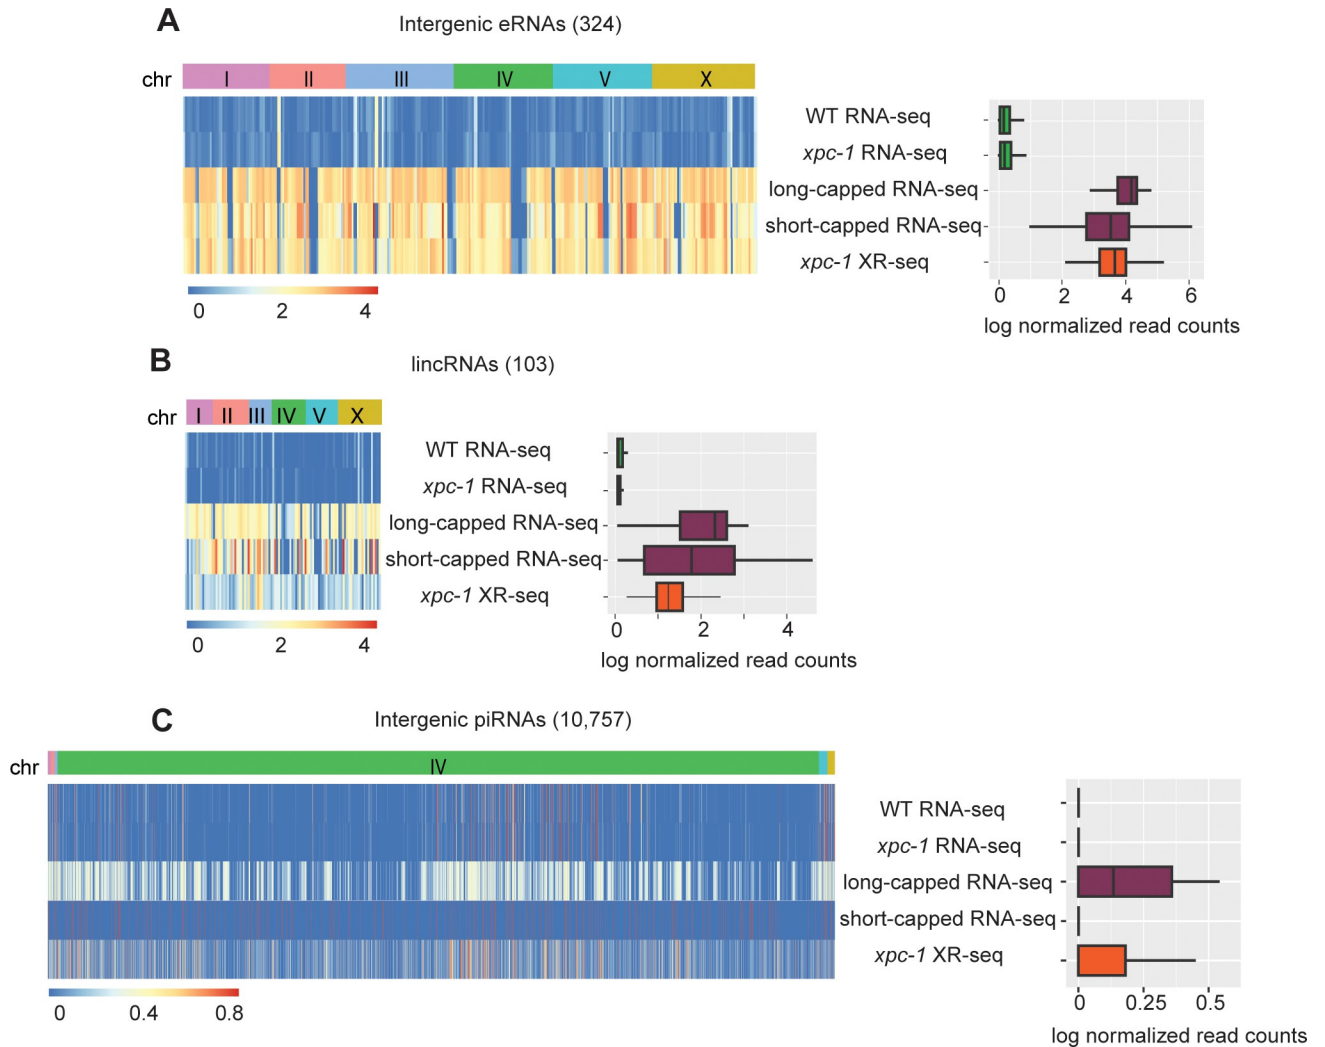 A
Intergenic eRNAs (324)
chr I II III IV V X
WT RNA-seq
xpc-1 RNA-seq
long-capped RNA-seq
short-capped RNA-seq
xpc-1 XR-seq
0 2 4
0 2 4 6
log normalized read counts
B
lincRNAs (103)
chr I II III IV V X
WT RNA-seq
xpc-1 RNA-seq
long-capped RNA-seq
short-capped RNA-seq
xpc-1 XR-seq
0 2 4
0 2 4
log normalized read counts
C
Intergenic piRNAs (10,757)
chr IV
WT RNA-seq
xpc-1 RNA-seq
long-capped RNA-seq
short-capped RNA-seq
xpc-1 XR-seq
0 0.4 0.8
0 0.25 0.5
log normalized read counts